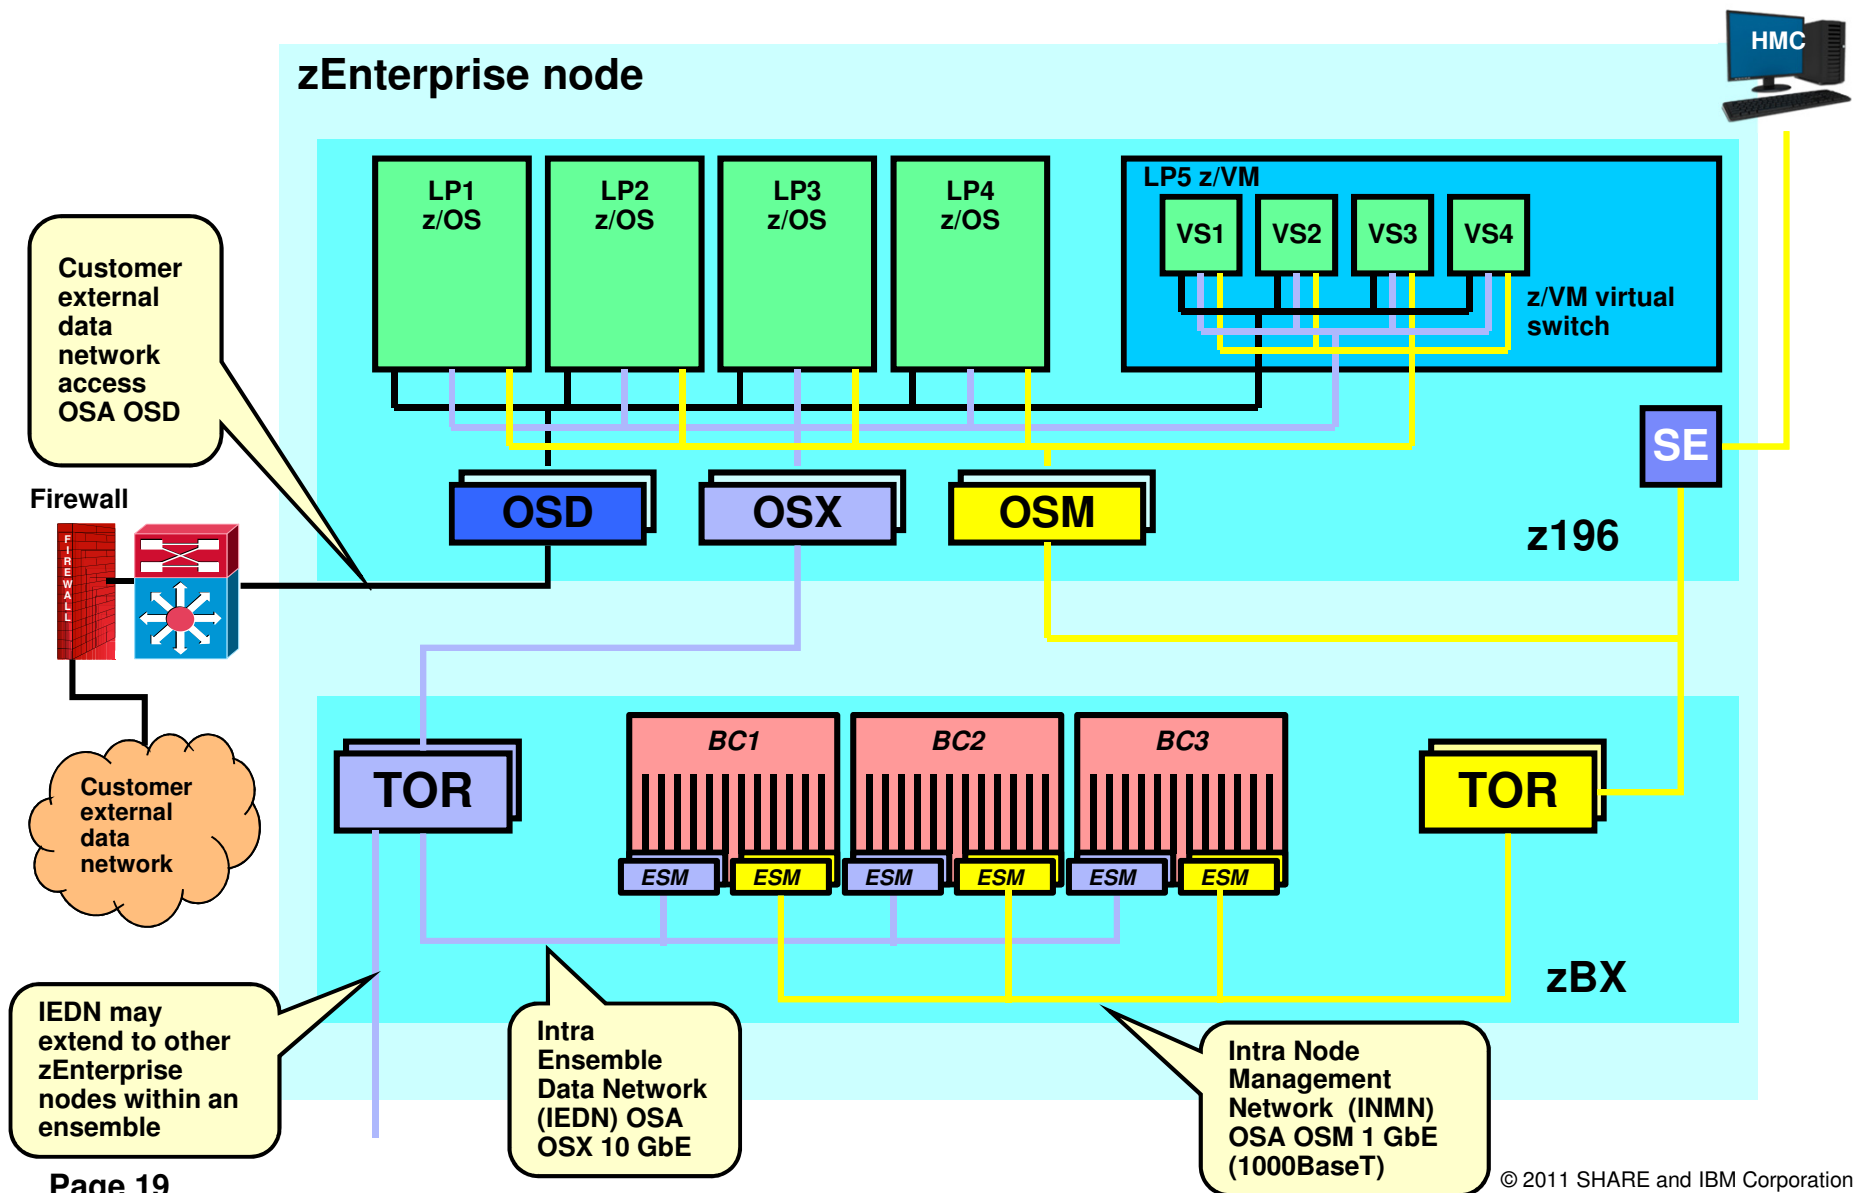 HMC
zEnterprise node
LP1
z/OS
LP2
z/OS
LP3
z/OS
LP4
z/OS
LP5 z/VM
VS1
VS2
VS3
VS4
z/VM virtual
switch
Customer
external
data
network
access
OSA OSD
SE
OSD
OSX
OSM
z196
Firewall
FIREWALL
BC1
BC2
BC3
TOR
TOR
Customer
external
data
network
ESM
ESM
ESM
ESM
ESM
ESM
zBX
IEDN may
extend to other
zEnterprise
nodes within an
ensemble
Intra
Ensemble
Data Network
(IEDN) OSA
OSX 10 GbE
Intra Node
Management
Network (INMN)
OSA OSM 1 GbE
(1000BaseT)
Page 19
© 2011 SHARE and IBM Corporation